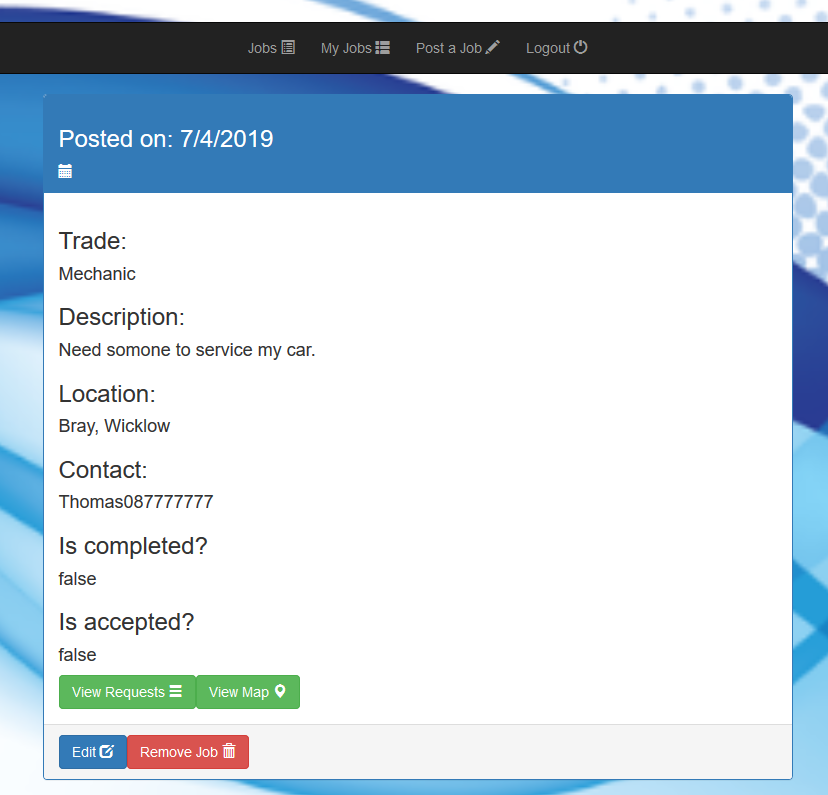 Jobs My Jobs Post a Job Logout
Posted on: 7/4/2019
Trade:
Mechanic
Description:
Need somone to service my car.
Location:
Bray, Wicklow
Contact:
Thomas087777777
Is completed?
false
Is accepted?
false
View Requests View Map
Edit Remove Job